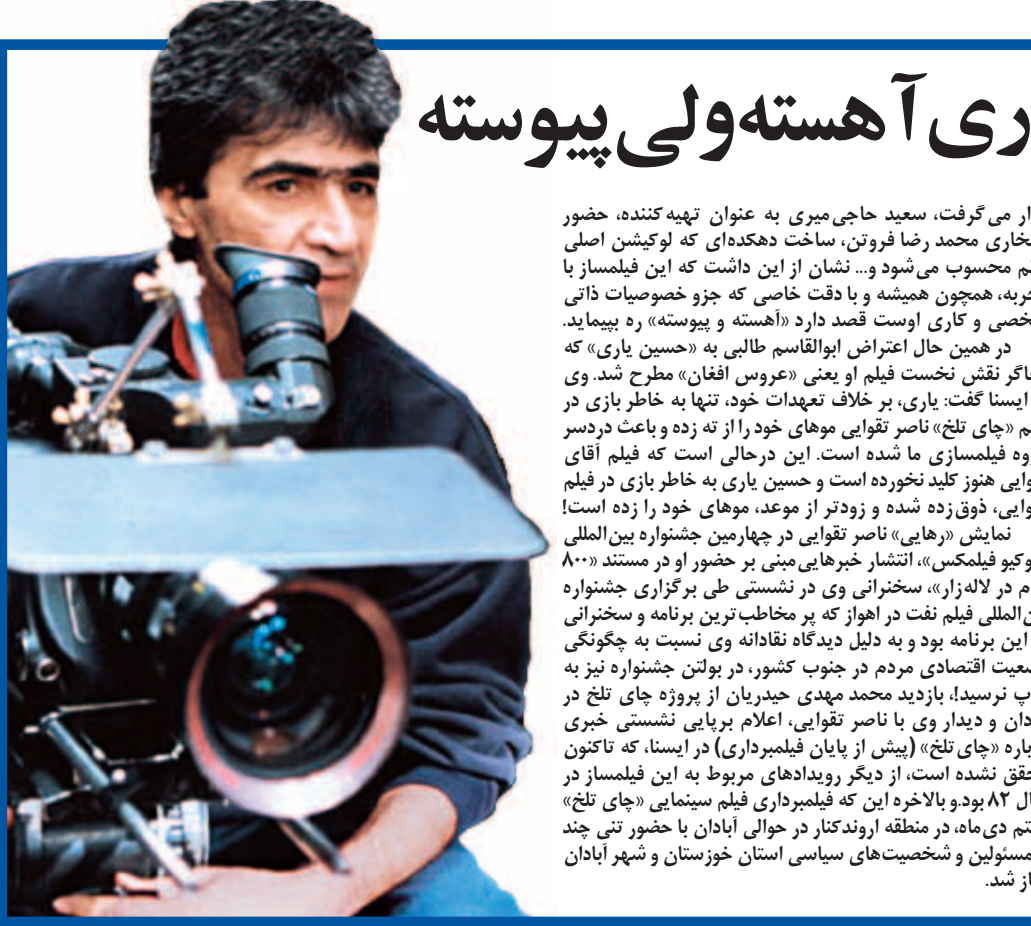 ری آهسته ولی پیوسته
ار می‌گرفت، سعید حاجی‌میری به عنوان تهیه‌کننده، حضور
خاری محمد رضا فروتن، ساخت دهکده‌ای که لوکیشن اصلی
م محسوب می‌شود و... نشان از این داشت که این فیلمساز با
ربه، همچون همیشه و با دقت خاصی که جزو خصوصیات ذاتی
خصی و کاری اوست قصد دارد «آهسته و پیوسته» ره بپیماید.
در همین حال اعتراض ابوالقاسم طالبی به «حسین یاری» که
اگر نقش نخست فیلم او یعنی «عروس افغان» مطرح شد. وی
ایسنا گفت: یاری، بر خلاف تعهدات خود، تنها به خاطر بازی در
م «چای تلخ» ناصر تقوایی موهای خود را از ته زده و باعث دردسر
وه فیلمسازی ما شده است. این درحالی است که فیلم آقای
وایی هنوز کلید نخورده است و حسین یاری به خاطر بازی در فیلم
وایی، ذوق‌زده شده و زودتر از موعد، موهای خود را زده است!
نمایش «رهایی» ناصر تقوایی در چهارمین جشنواره بین‌المللی
وکیو فیلمکس»، انتشار خبرهایی مبنی بر حضور او در مستند «۸۰۰
م در لاله‌زار»، سخنرانی وی در نشستی طی برگزاری جشنواره
ن‌المللی فیلم نفت در اهواز که پر مخاطب‌ترین برنامه و سخنرانی
این برنامه بود و به دلیل دیدگاه نقادانه وی نسبت به چگونگی
عیت اقتصادی مردم در جنوب کشور، در بولتن جشنواره نیز به
پ نرسید!، بازدید محمد مهدی حیدریان از پروژه چای تلخ در
دان و دیدار وی با ناصر تقوایی، اعلام برپایی نشستی خبری
باره «چای تلخ» (پیش از پایان فیلمبرداری) در ایسنا، که تاکنون
حقق نشده است، از دیگر رویدادهای مربوط به این فیلمساز در
ال ۸۲ بود.و بالاخره این که فیلمبرداری فیلم سینمایی «چای تلخ»
تم دی‌ماه، در منطقه اروندکنار در حوالی آبادان با حضور تنی چند
مسئولین و شخصیت‌های سیاسی استان خوزستان و شهر آبادان
از شد.